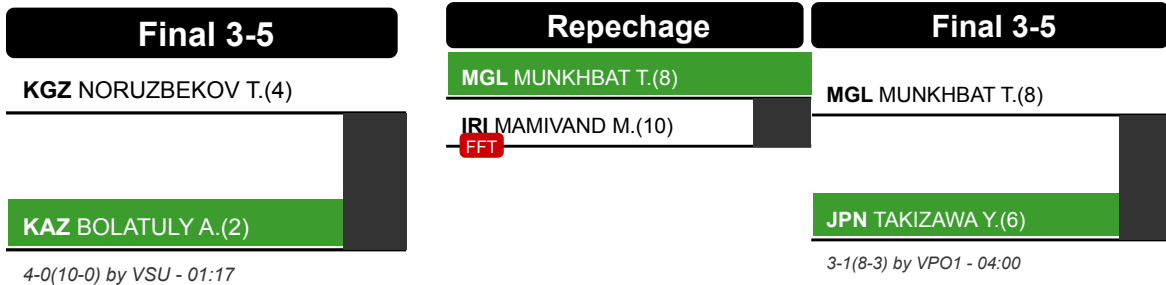 Final 3-5
KGZ NORUZBEKOV T.(4)
KAZ BOLATULY A.(2)
4-0(10-0) by VSU - 01:17
Repechage
MGL MUNKHBAT T.(8)
IRI MAMIVAND M.(10)
FFT
Final 3-5
MGL MUNKHBAT T.(8)
JPN TAKIZAWA Y.(6)
3-1(8-3) by VPO1 - 04:00